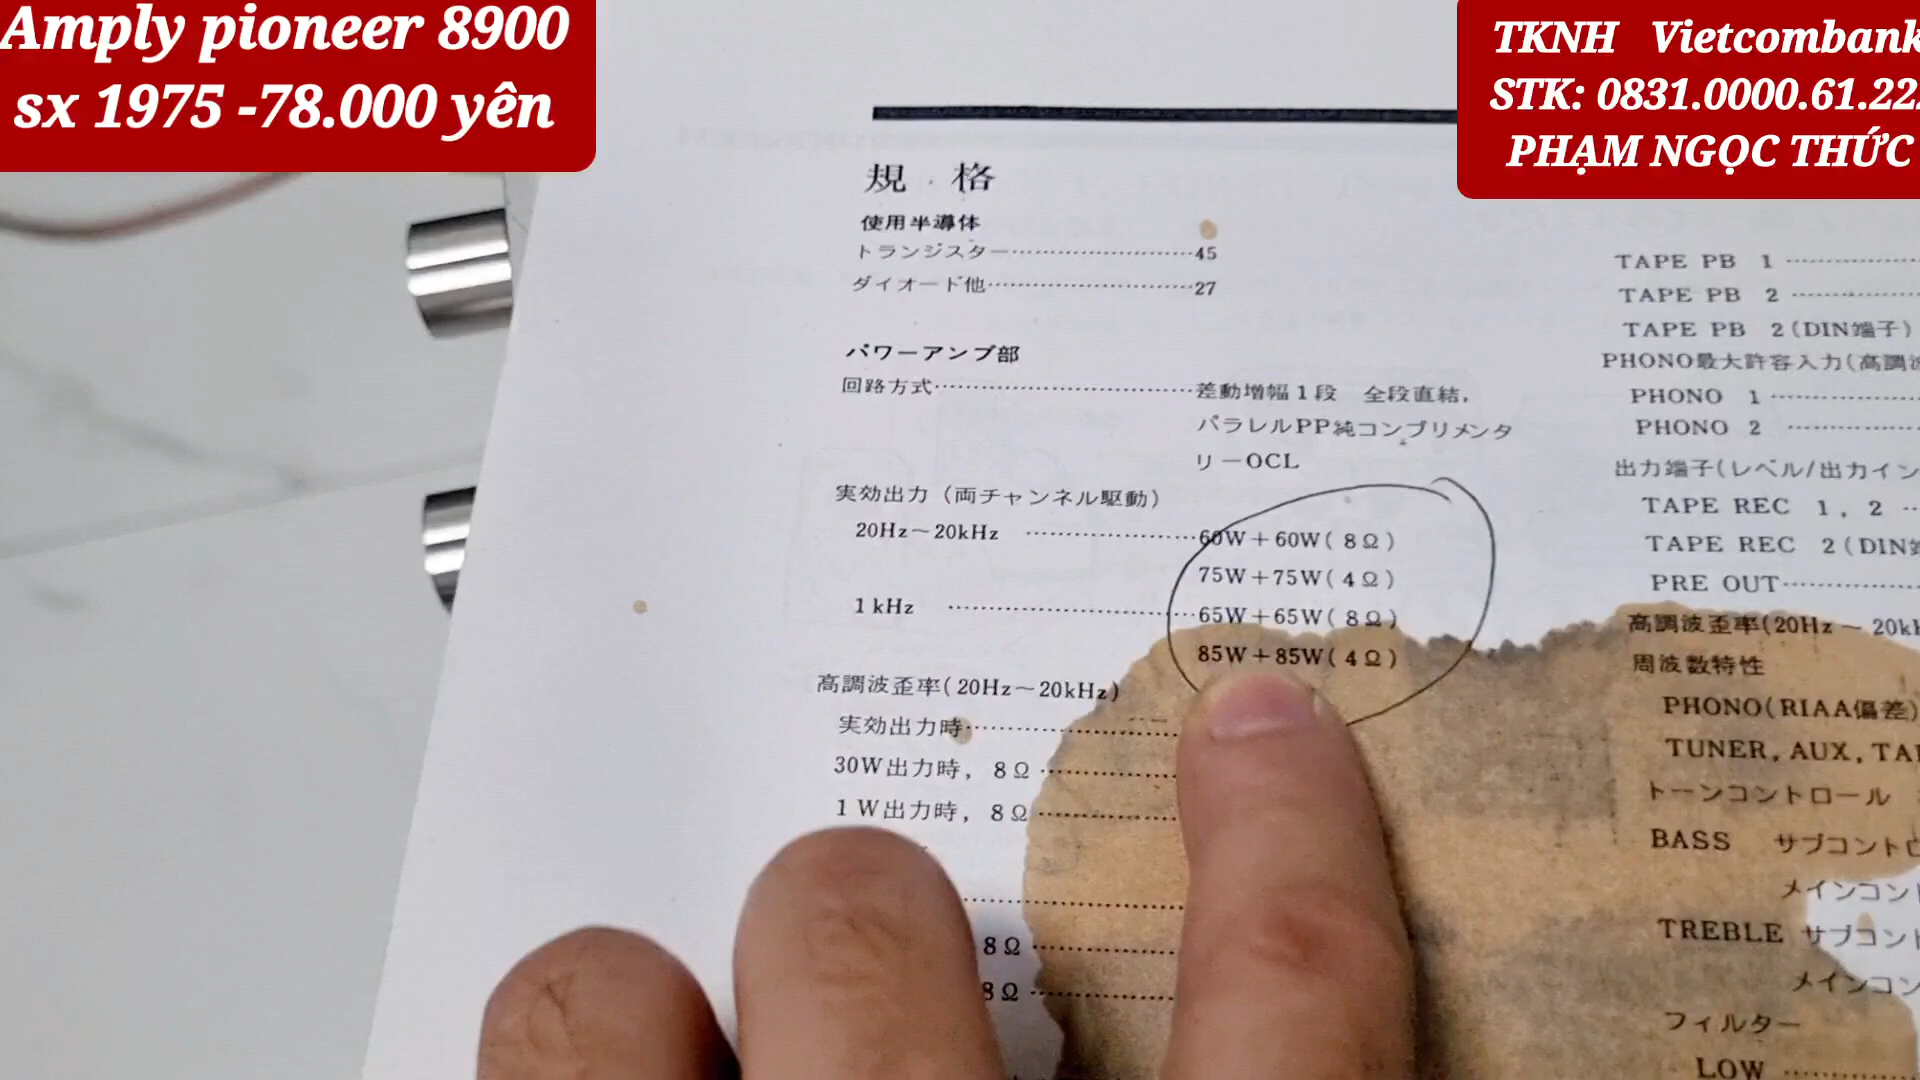 Amply pioneer 8900
sx 1975 -78.000 yên
TKNH Vietcombank
STK: 0831.0000.61.22
PHẠM NGỌC THỨC
規 格
使用半導体
トランジスター 45
ダイオード他 27
パワーアンプ部
回路方式 差動増幅1段 全段直結,
パラレルPP純コンプリメンタ
リーOCL
実効出力(両チャンネル駆動)
20Hz~20kHz 60W+60W(8Ω)
75W+75W(4Ω)
1kHz 65W+65W(8Ω)
85W+85W(4Ω)
高調波歪率(20Hz~20kHz)
実効出力時
30W出力時, 8Ω
1W出力時, 8Ω
8Ω
8Ω
TAPE PB 1
TAPE PB 2
TAPE PB 2(DIN端子)
PHONO最大許容入力(高調
PHONO 1
PHONO 2
出力端子(レベル/出力イン
TAPE REC 1, 2
TAPE REC 2(DIN
PRE OUT
高調波歪率(20Hz~20k
周波数特性
PHONO(RIAA偏差)
TUNER, AUX, TA
トーンコントロール
BASS サブコント
メインコン
TREBLE サブコン
メインコン
フィルター
LOW